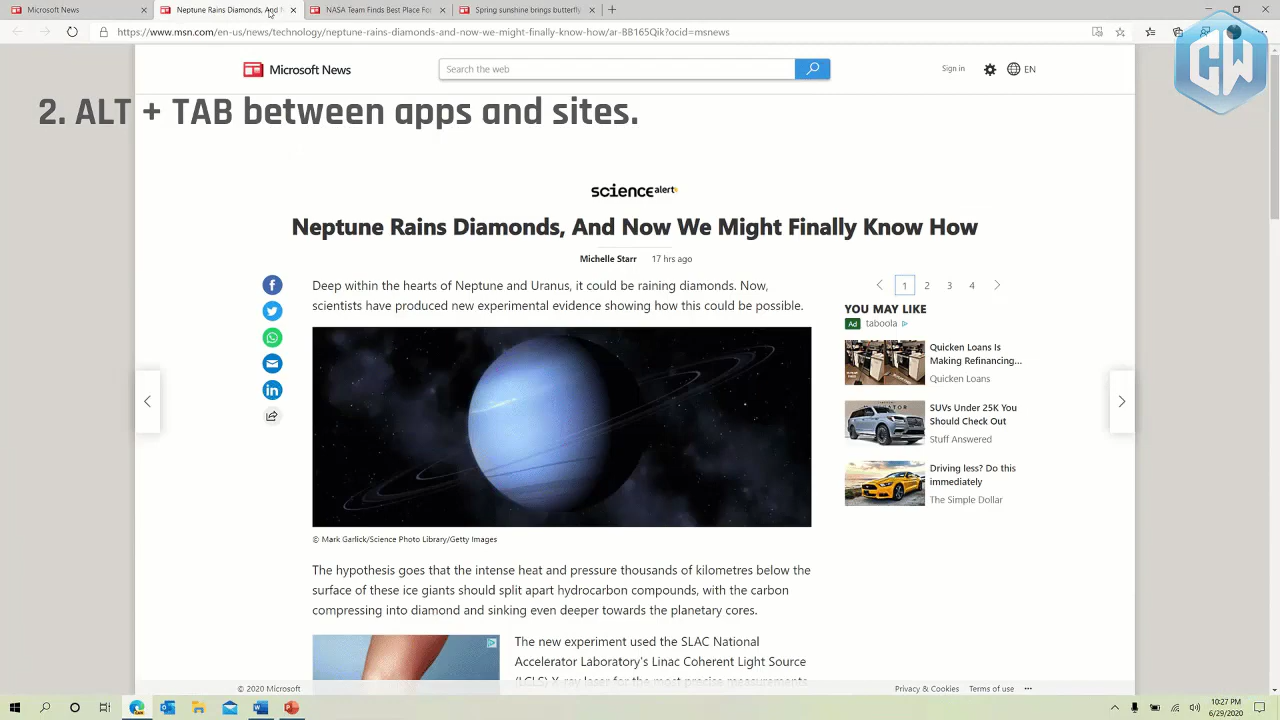 Microsoft News
Neptune Rains Diamonds, And N
NASA Team Finds Best Place For
Spring sunshine brings butterfly
https://www.msn.com/en-us/news/technology/neptune-rains-diamonds-and-now-we-might-finally-know-how/ar-BB165Qik?ocid=msnews
Microsoft News
Search the web
Sign in
EN
CW
2. ALT + TAB between apps and sites.
sciencealert
Neptune Rains Diamonds, And Now We Might Finally Know How
Michelle Starr 17 hrs ago
Deep within the hearts of Neptune and Uranus, it could be raining diamonds. Now,
scientists have produced new experimental evidence showing how this could be possible.
© Mark Garlick/Science Photo Library/Getty Images
The hypothesis goes that the intense heat and pressure thousands of kilometres below the
surface of these ice giants should split apart hydrocarbon compounds, with the carbon
compressing into diamond and sinking even deeper towards the planetary cores.
The new experiment used the SLAC National
Accelerator Laboratory's Linac Coherent Light Source
(LCLS) X-ray laser for the most precise measurements
1 2 3 4
YOU MAY LIKE
Ad taboola
Quicken Loans Is
Making Refinancing...
Quicken Loans
SUVs Under 25K You
Should Check Out
Stuff Answered
Driving less? Do this
immediately
The Simple Dollar
© 2020 Microsoft
Privacy & Cookies Terms of use
10:27 PM
6/29/2020